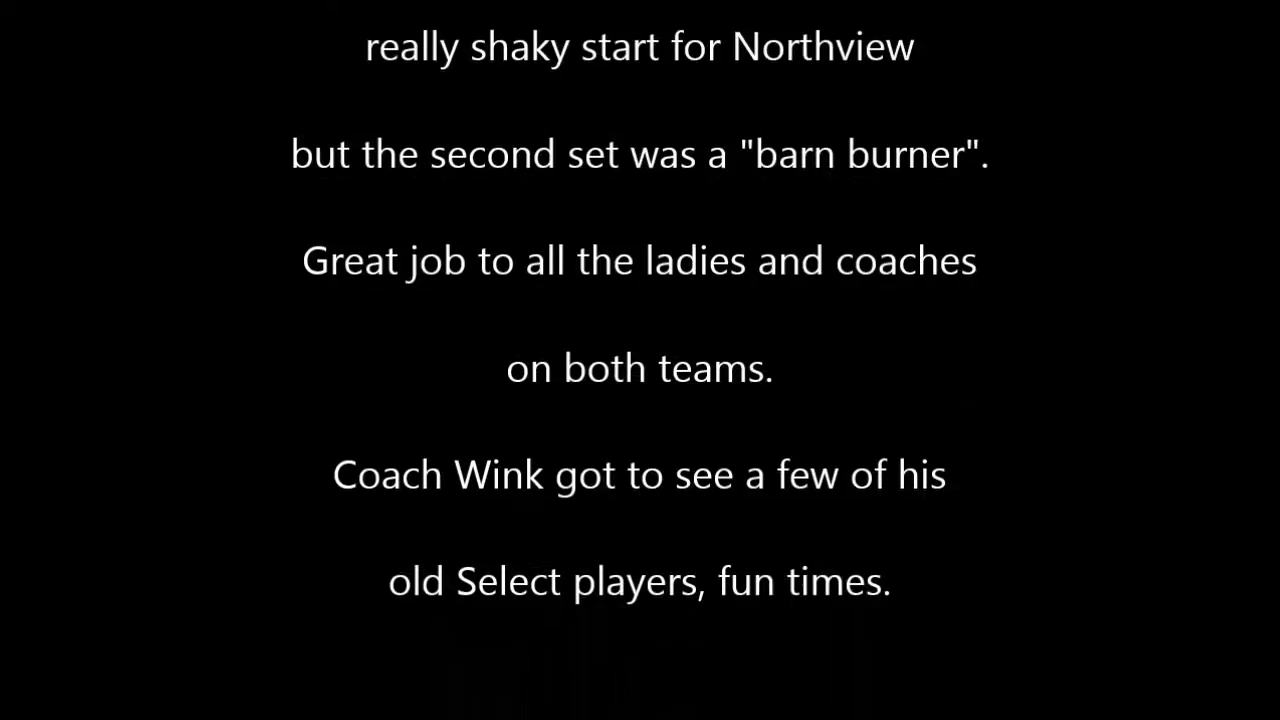 really shaky start for Northview
but the second set was a "barn burner".
Great job to all the ladies and coaches
on both teams.
Coach Wink got to see a few of his
old Select players, fun times.